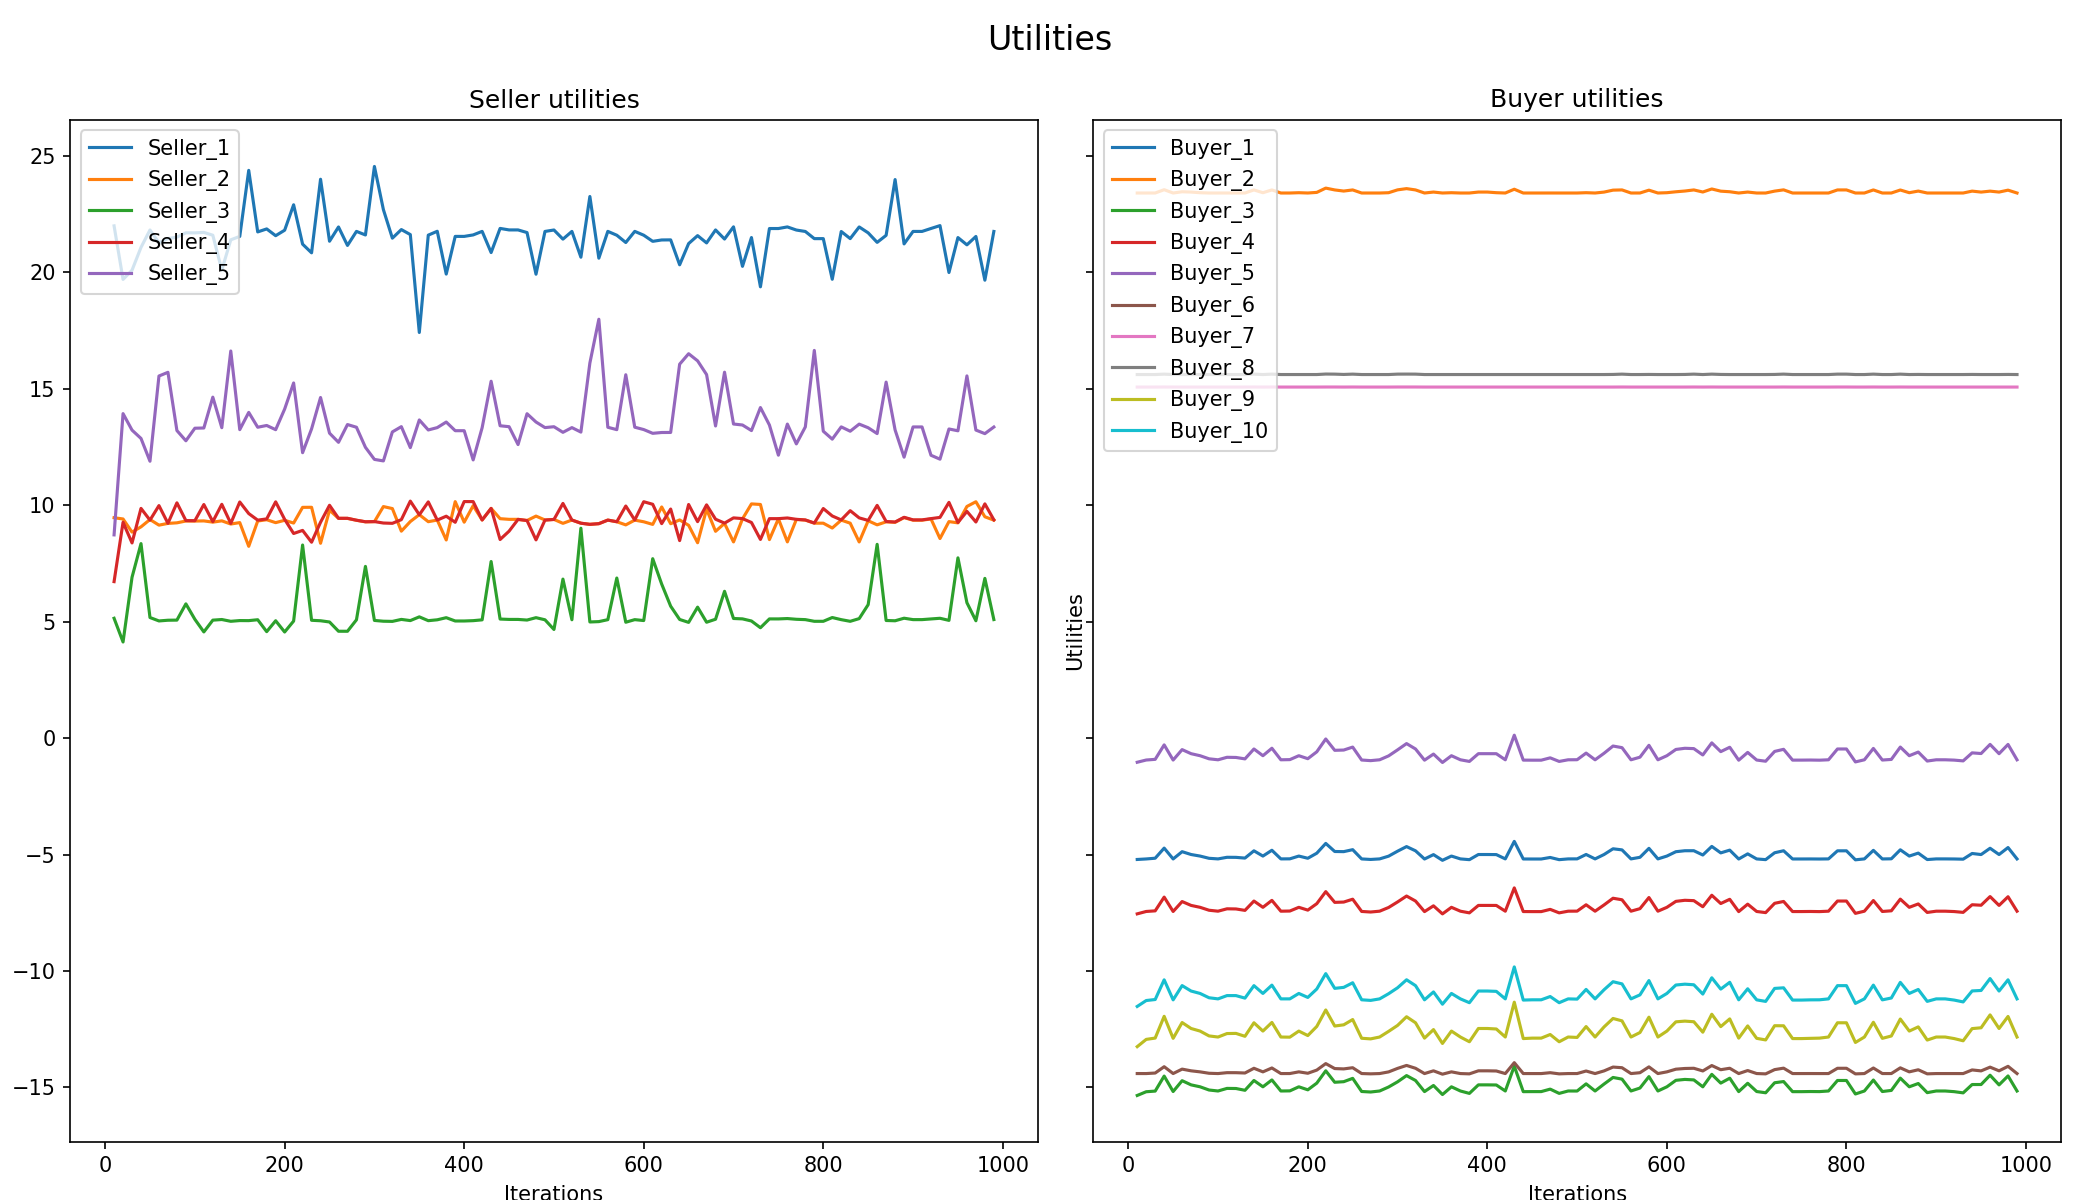 Utilities
Seller utilities
Seller_1
Seller_2
Seller_3
Seller_4
Seller_5
25
20
15
10
5
0
−5
−10
−15
0 200 400 600 800 1000
Iterations
Buyer utilities
Buyer_1
Buyer_2
Buyer_3
Buyer_4
Buyer_5
Buyer_6
Buyer_7
Buyer_8
Buyer_9
Buyer_10
Utilities
0 200 400 600 800 1000
Iterations